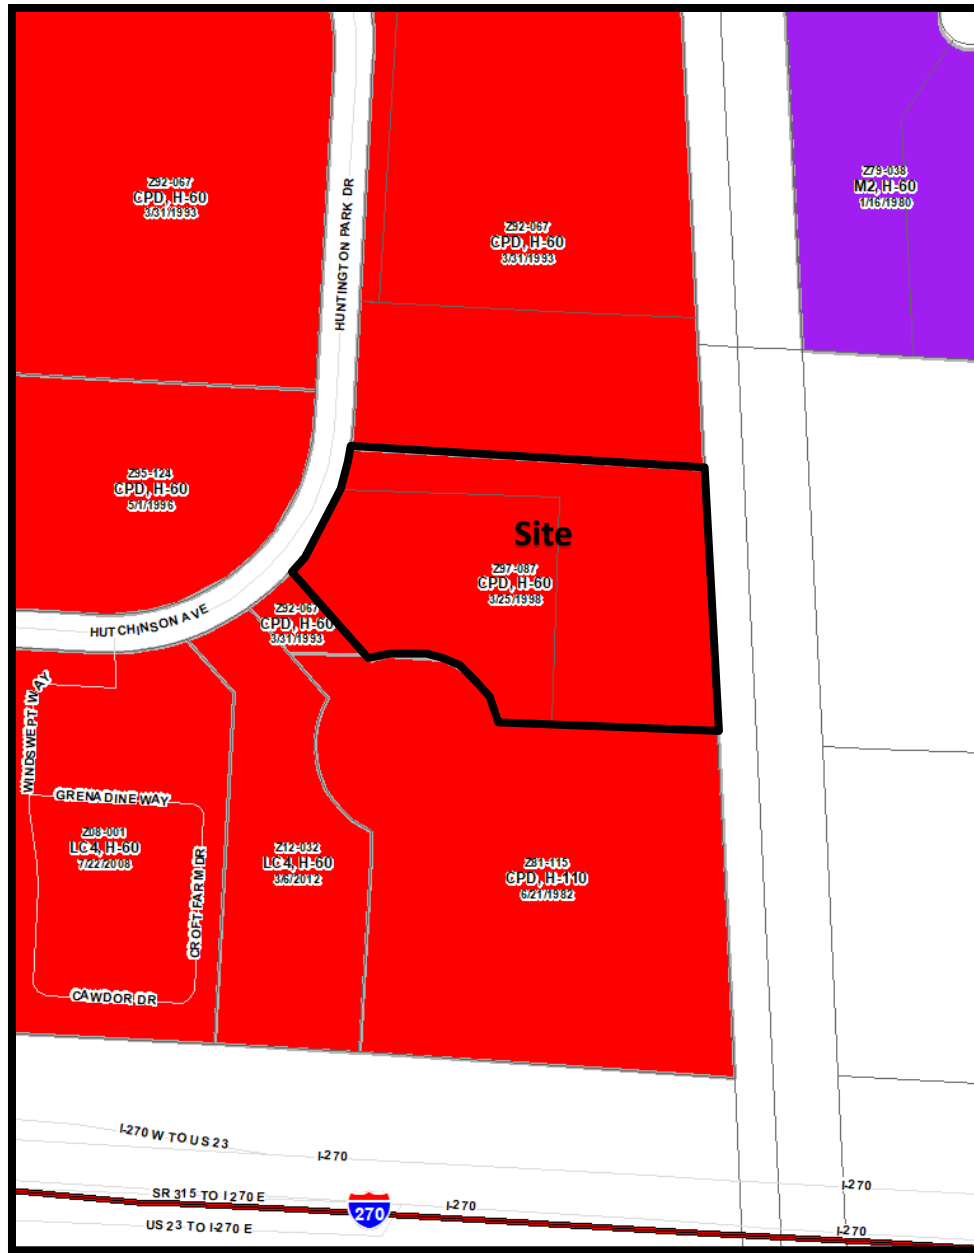 Z92-067
CPD, H-60
3/31/1993
HUNTINGTON PARK DR
Z92-067
CPD, H-60
3/31/1993
Z79-038
M2, H-60
1/16/1980
Z95-124
CPD, H-60
5/1/1996
Site
Z97-087
CPD, H-60
3/25/1998
HUTCHINSON AVE
Z92-067
CPD, H-60
3/31/1993
WINDSWEPT WAY
GRENADINE WAY
Z08-001
LC4, H-60
7/22/2008
CROFT FARM DR
CAWDOR DR
Z12-032
LC4, H-60
3/6/2012
Z81-115
CPD, H-110
6/21/1982
I-270 W TO US 23
I-270
I-270
SR 315 TO I 270 E
270
I-270
US 23 TO I-270 E
I-270